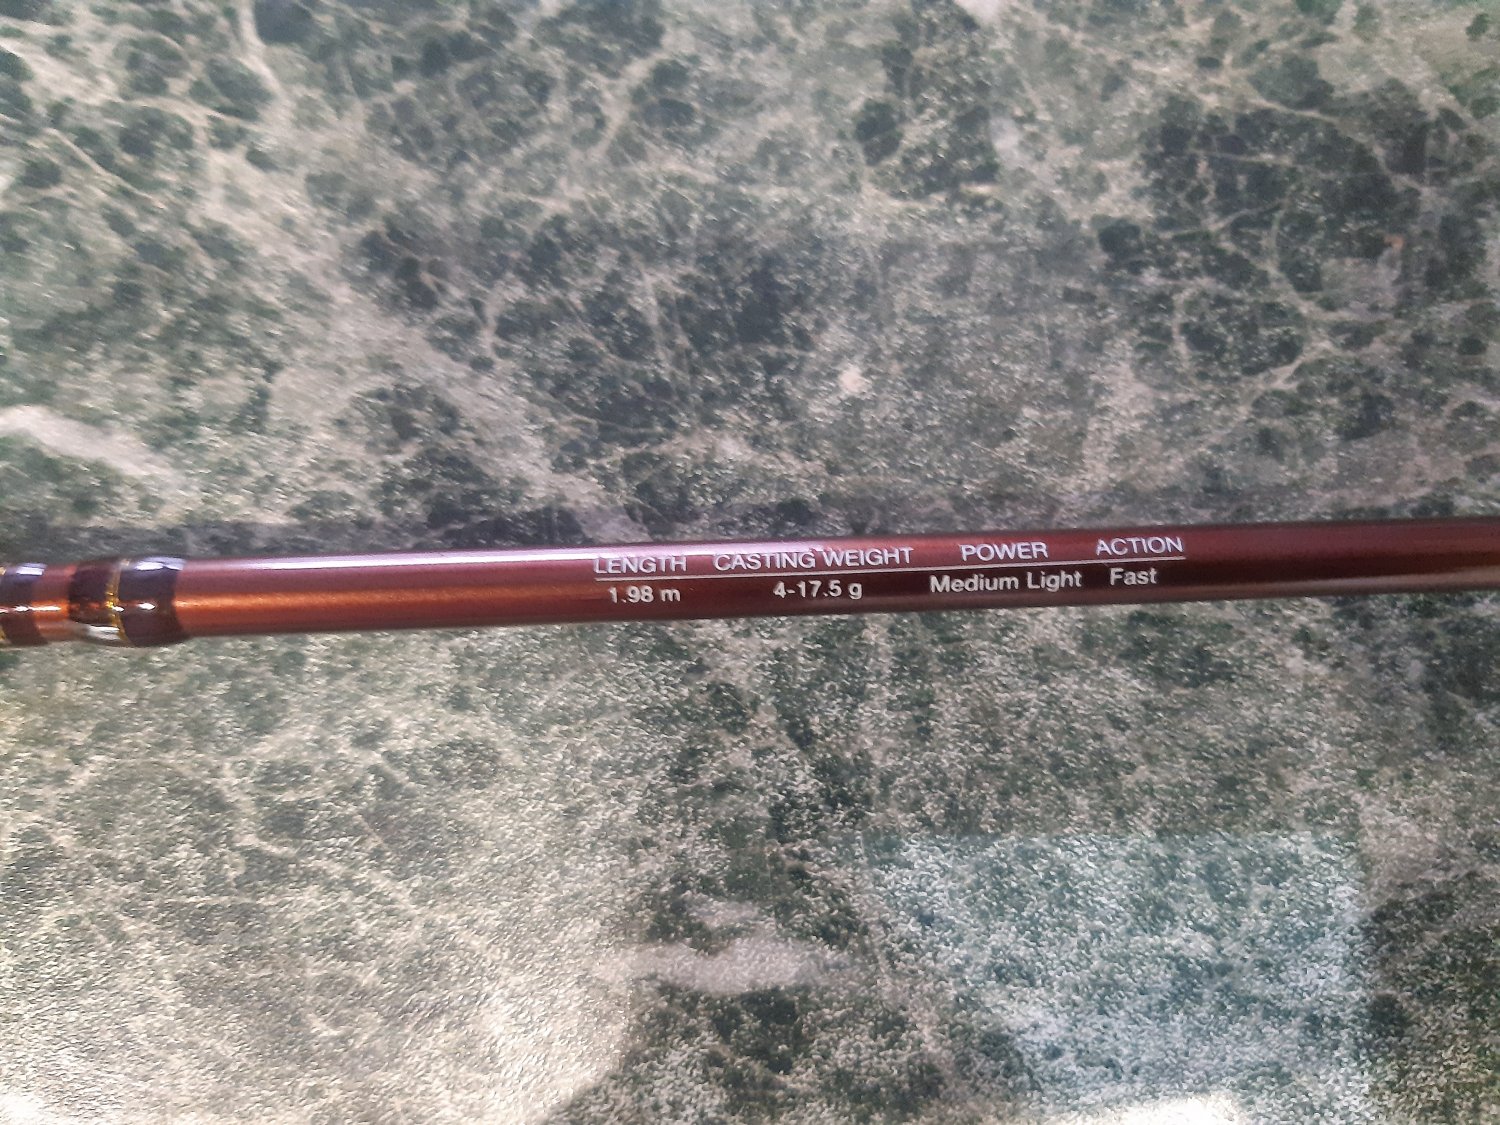 LENGTH CASTING WEIGHT POWER ACTION
1.98 m 4-17.5 g Medium Light Fast